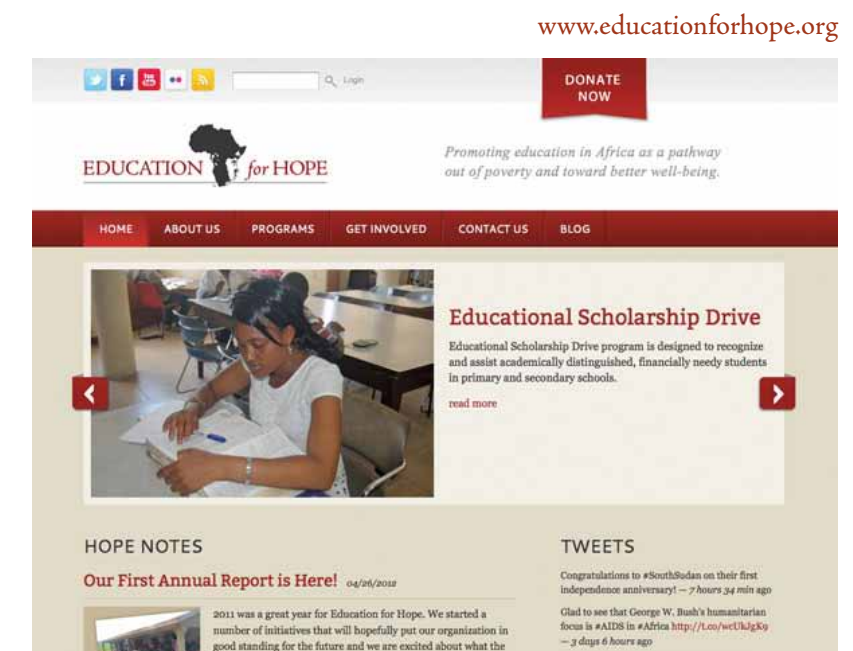 www.educationforhope.org
You Tube
Login
DONATE
NOW
EDUCATION for HOPE
Promoting education in Africa as a pathway
out of poverty and toward better well-being.
HOME ABOUT US PROGRAMS GET INVOLVED CONTACT US BLOG
Educational Scholarship Drive
Educational Scholarship Drive program is designed to recognize
and assist academically distinguished, financially needy students
in primary and secondary schools.
read more
HOPE NOTES
Our First Annual Report is Here! 04/26/2012
2011 was a great year for Education for Hope. We started a
number of initiatives that will hopefully put our organization in
good standing for the future and we are excited about what the
TWEETS
Congratulations to #SouthSudan on their first
independence anniversary! — 7 hours 34 min ago
Glad to see that George W. Bush's humanitarian
focus is #AIDS in #Africa http://t.co/wcUkJgK9
— 3 days 6 hours ago